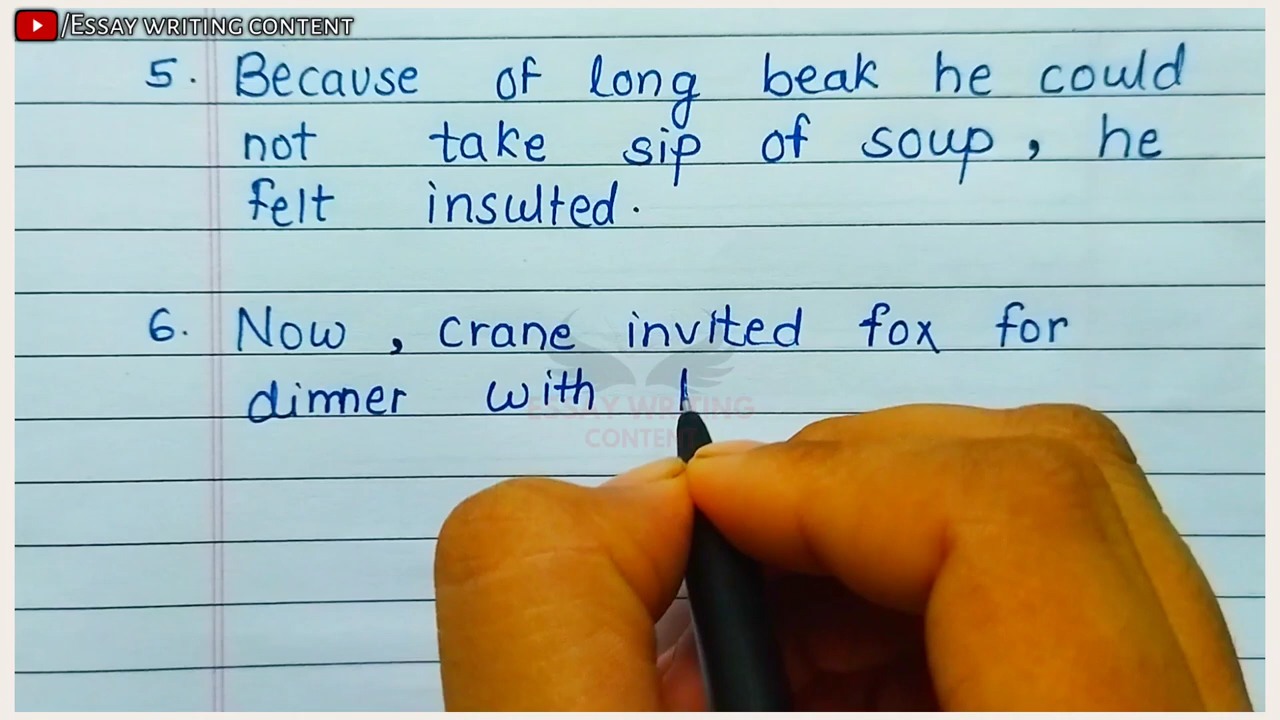 /Essay writing content
5. Because of long beak he could
not take sip of soup, he
felt insulted.
6. Now, crane invited fox for
dinner with
ESSAY WRITING
CONTENT